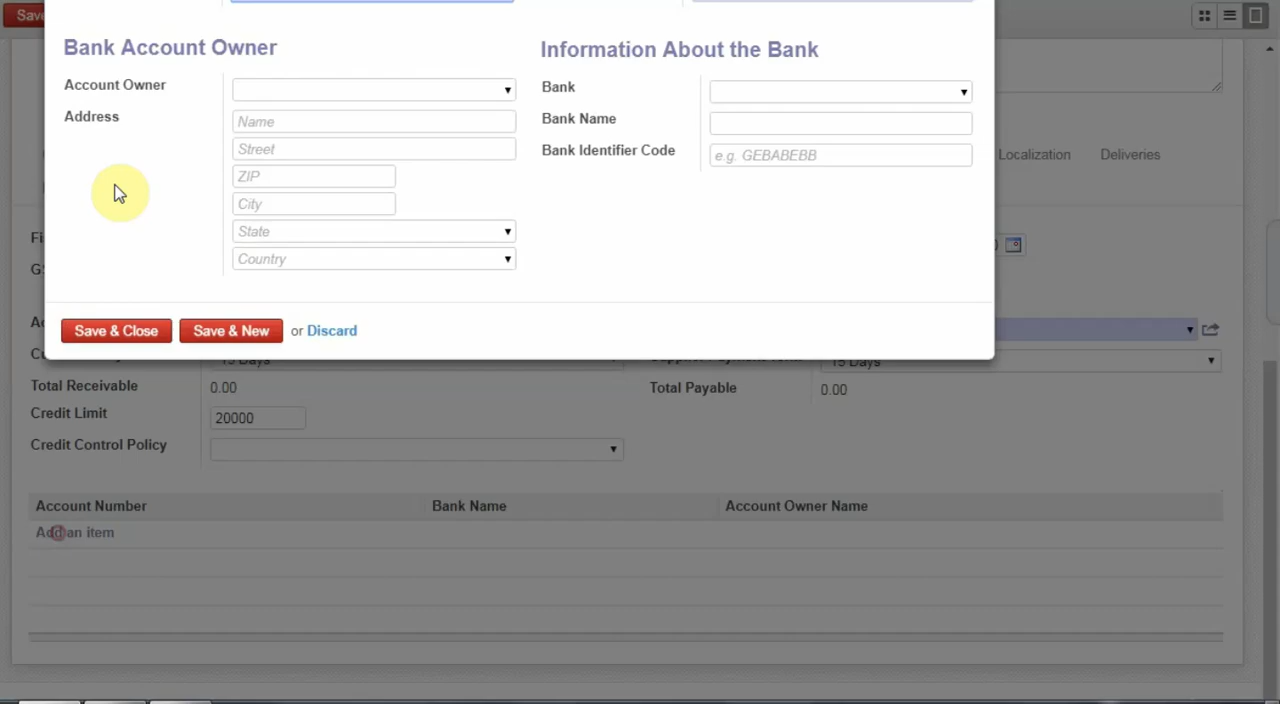 Save
Bank Account Owner
Information About the Bank
Account Owner
Bank
Address
Name
Bank Name
Street
Bank Identifier Code
e.g. GEBABEBB
Localization
Deliveries
ZIP
City
State
Country
Save & Close
Save & New
or Discard
15 Days
15 Days
Total Receivable
0.00
Total Payable
0.00
Credit Limit
20000
Credit Control Policy
Account Number
Bank Name
Account Owner Name
Add an item